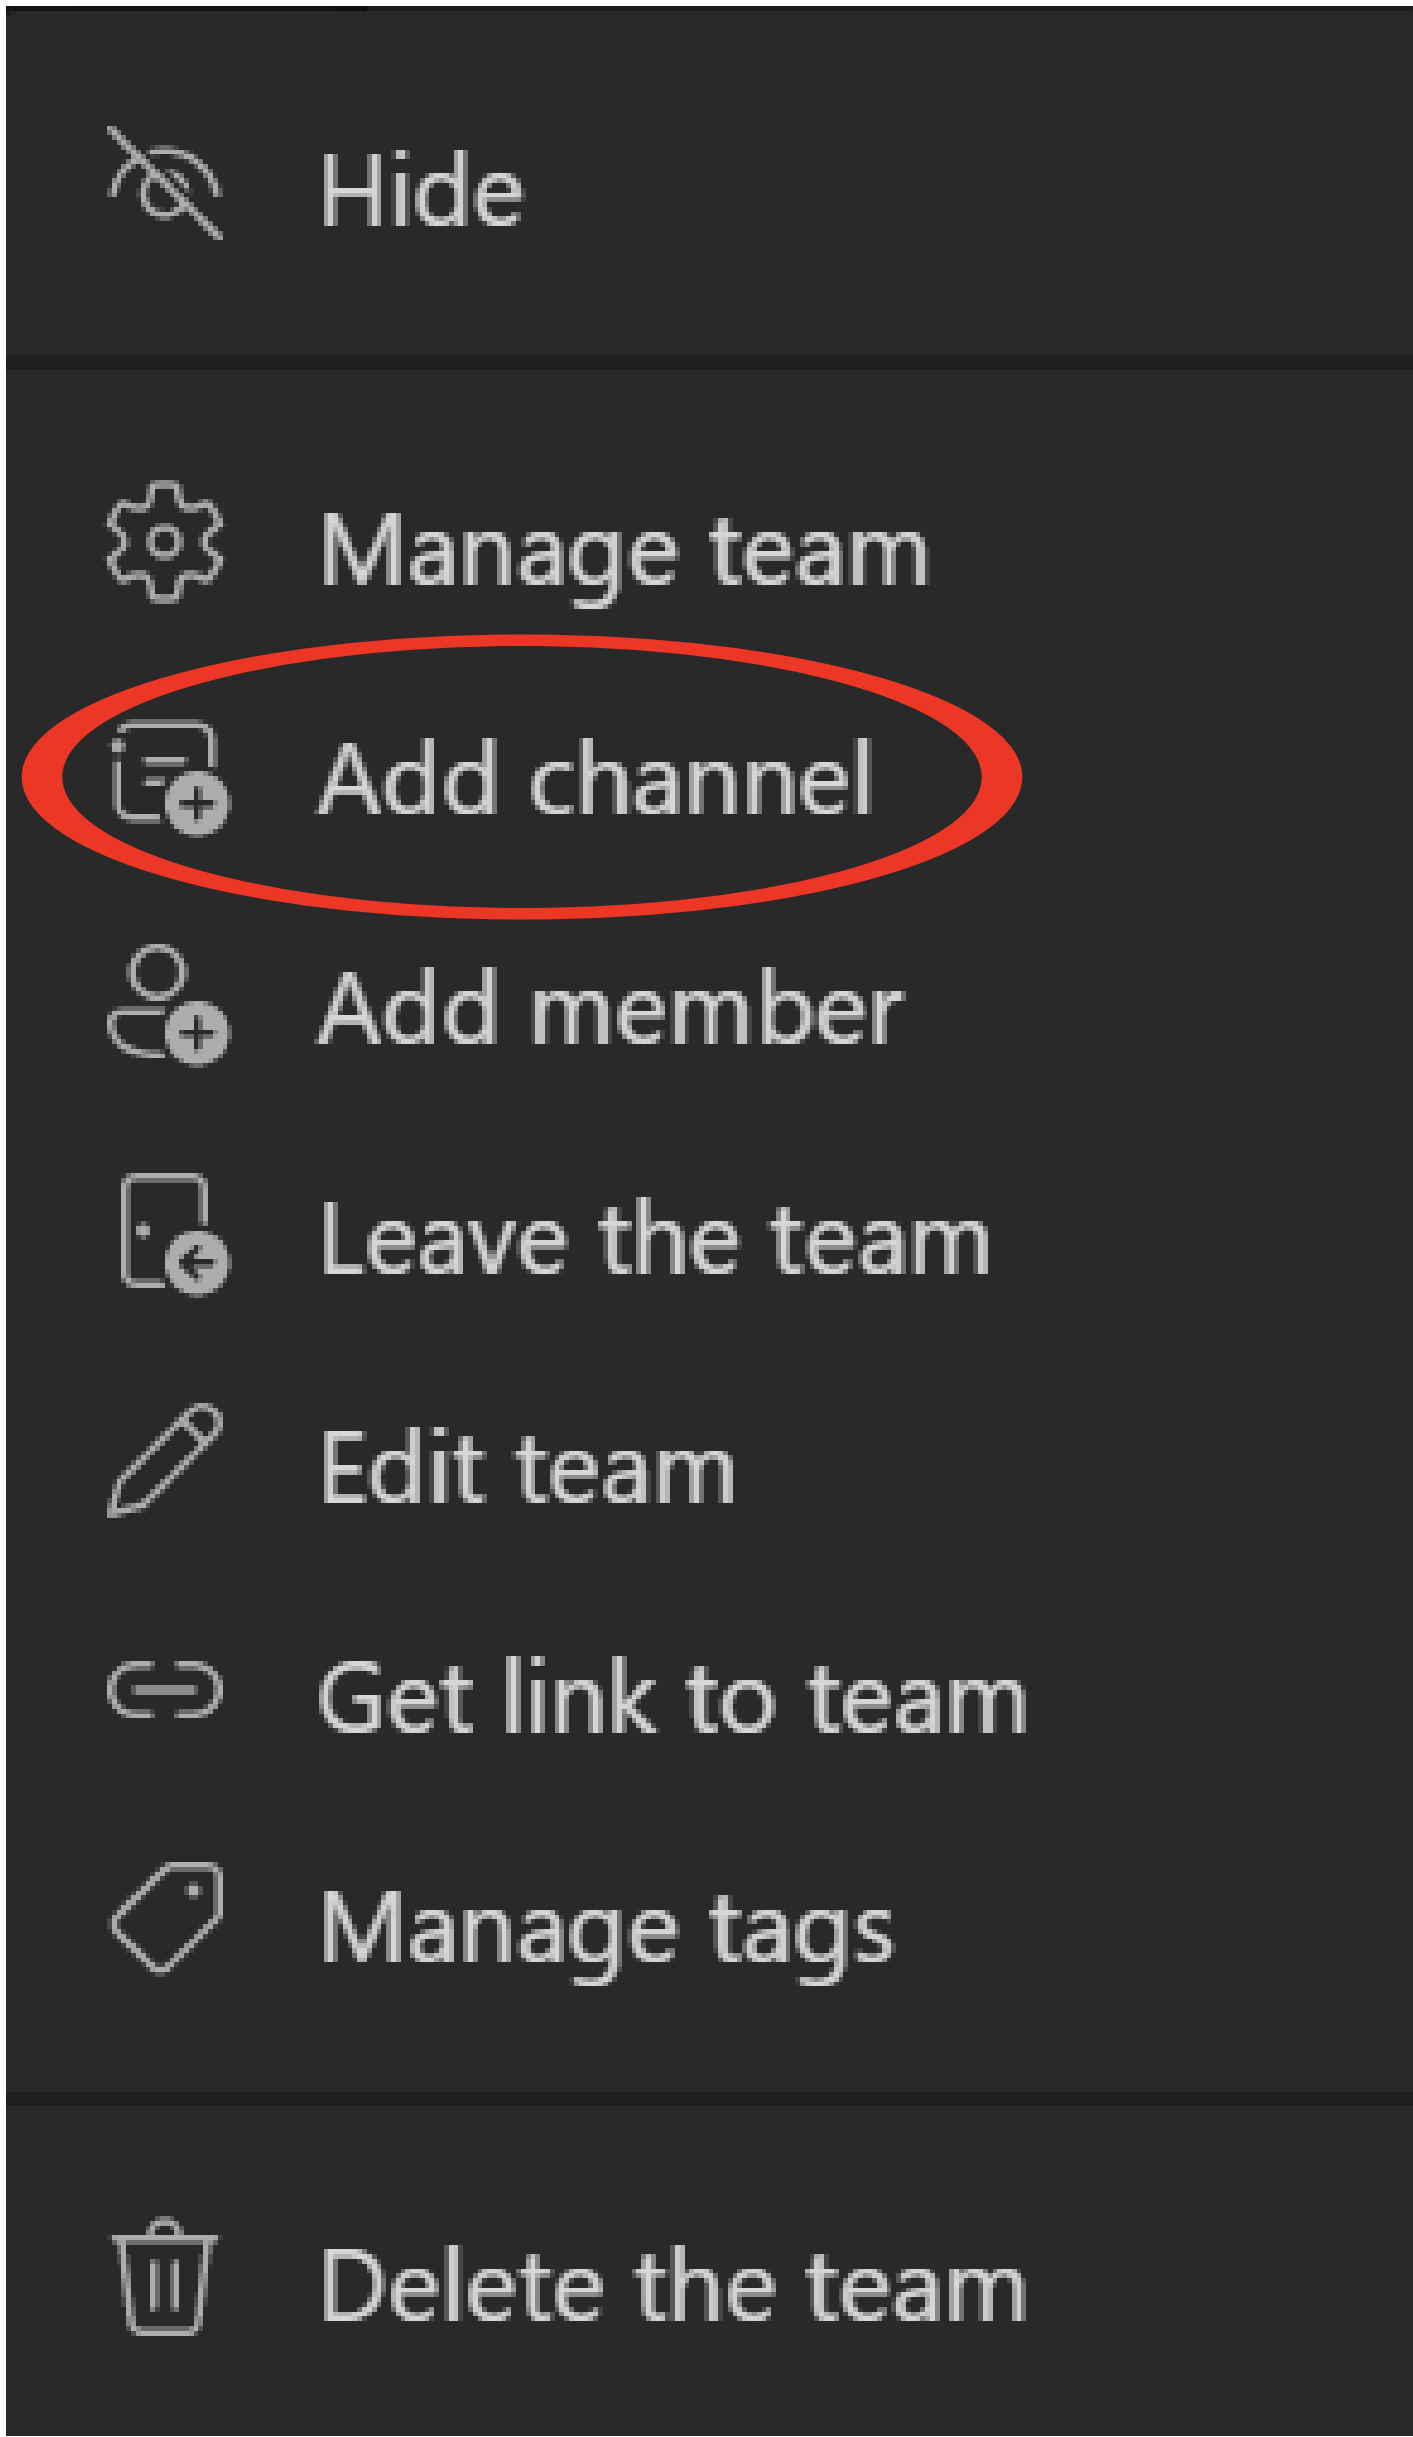 Hide
Manage team
Add channel
Add member
Leave the team
Edit team
Get link to team
Manage tags
Delete the team